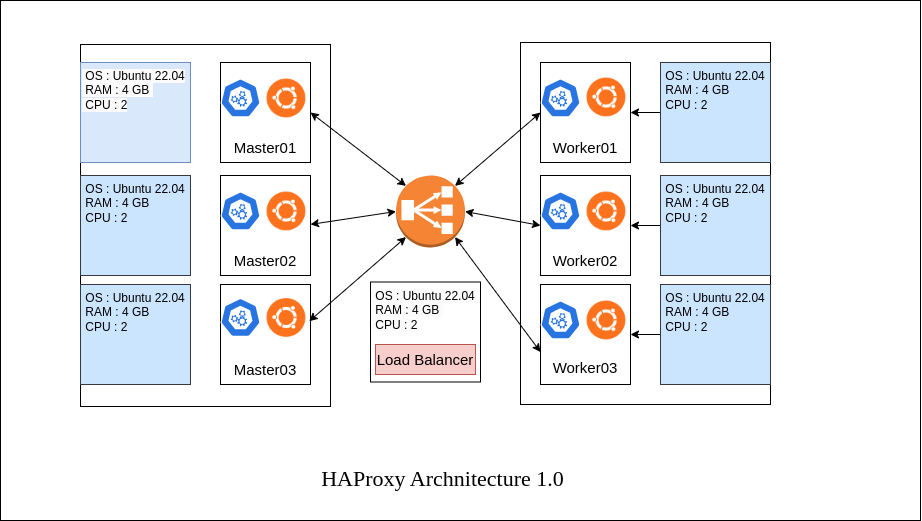 OS : Ubuntu 22.04
RAM : 4 GB
CPU : 2
Master01
OS : Ubuntu 22.04
RAM : 4 GB
CPU : 2
Master02
OS : Ubuntu 22.04
RAM : 4 GB
CPU : 2
Master03
OS : Ubuntu 22.04
RAM : 4 GB
CPU : 2
Load Balancer
Worker01
OS : Ubuntu 22.04
RAM : 4 GB
CPU : 2
Worker02
OS : Ubuntu 22.04
RAM : 4 GB
CPU : 2
Worker03
OS : Ubuntu 22.04
RAM : 4 GB
CPU : 2
HAProxy Archnitecture 1.0